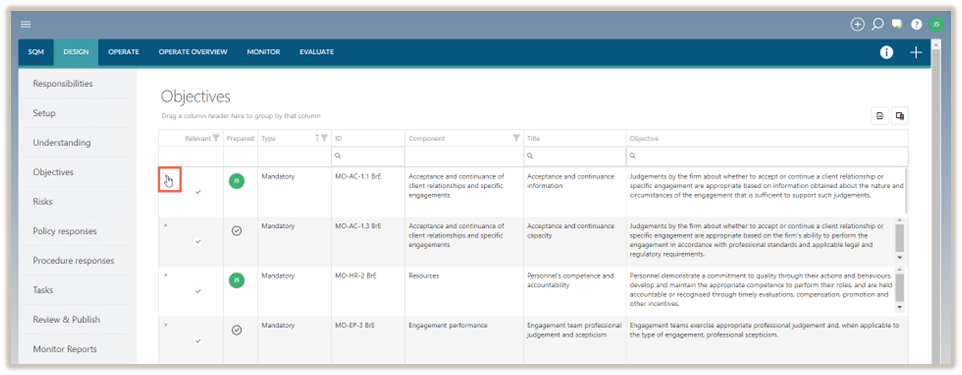 JS
SQM DESIGN OPERATE OPERATE OVERVIEW MONITOR EVALUATE
Responsibilities
Setup
Understanding
Objectives
Risks
Policy responses
Procedure responses
Tasks
Review & Publish
Monitor Reports
Objectives
Drag a column header here to group by that column
Relevant Prepared Type ID Component Title Objective
JS Mandatory MO-AC-1.1 BrE Acceptance and continuance of Acceptance and continuance Judgements by the firm about whether to accept or continue a client relationship or
client relationships and specific information specific engagement are appropriate based on information obtained about the nature and
engagements circumstances of the engagement that is sufficient to support such judgements.
Mandatory MO-AC-1.3 BrE Acceptance and continuance of Acceptance and continuance Judgements by the firm about whether to accept or continue a client relationship or
client relationships and specific capacity specific engagement are appropriate based on the firm's ability to perform the
engagements engagement in accordance with professional standards and applicable legal and
regulatory requirements.
JS Mandatory MO-HR-2 BrE Resources Personnel's competence and Personnel demonstrate a commitment to quality through their actions and behaviours,
accountability develop and maintain the appropriate competence to perform their roles, and are held
accountable or recognised through timely evaluations, compensation, promotion and
other incentives.
Mandatory MO-EP-3 BrE Engagement performance Engagement team professional Engagement teams exercise appropriate professional judgement and, when applicable to
judgement and scepticism the type of engagement, professional scepticism.